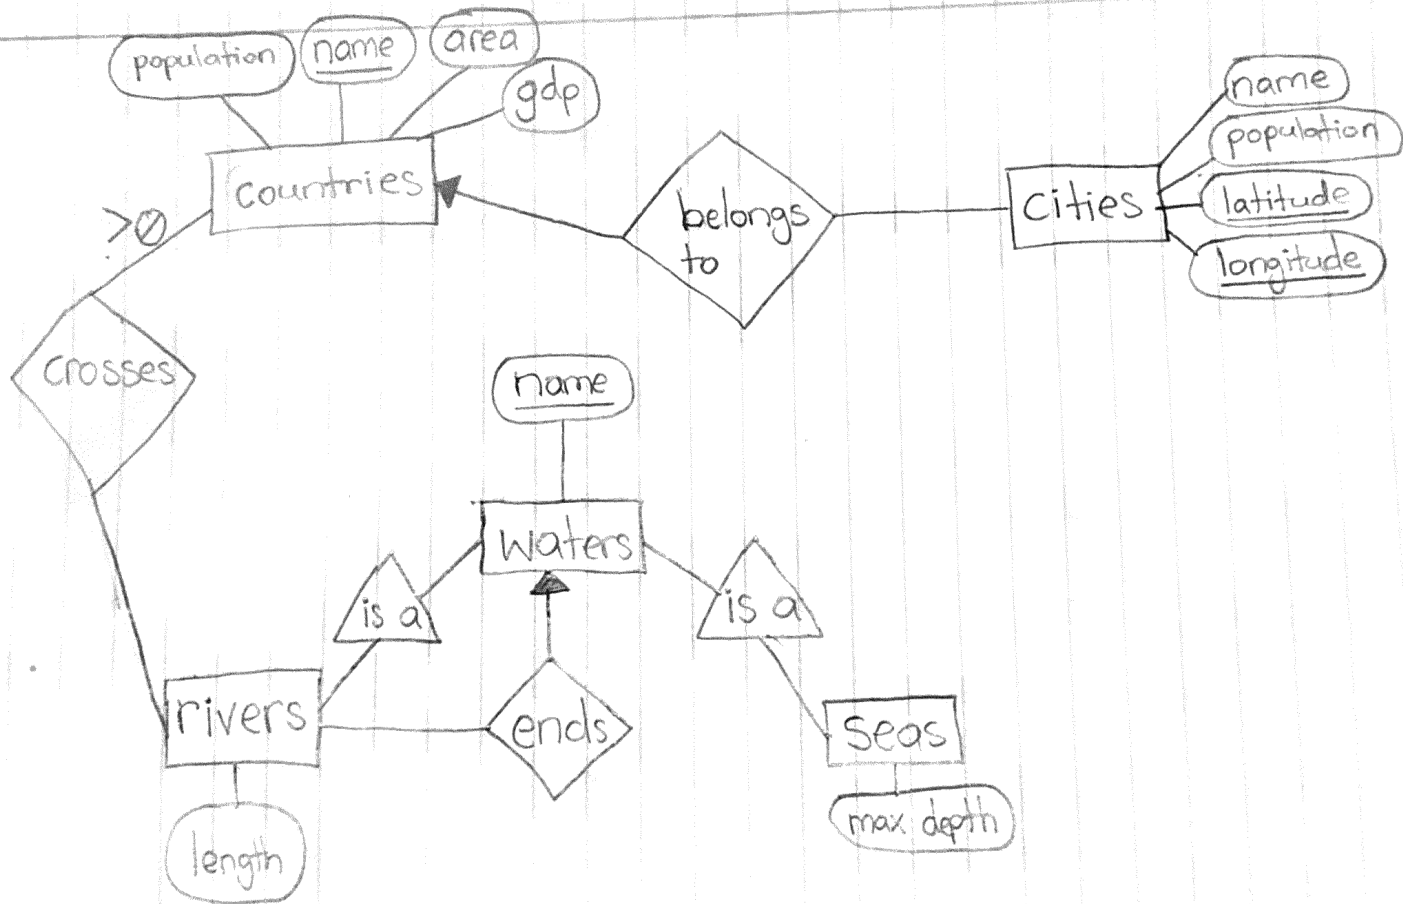 population
name
area
gdp
countries
>0
belongs
to
cities
name
population
latitude
longitude
crosses
name
waters
is a
is a
rivers
ends
seas
length
max depth